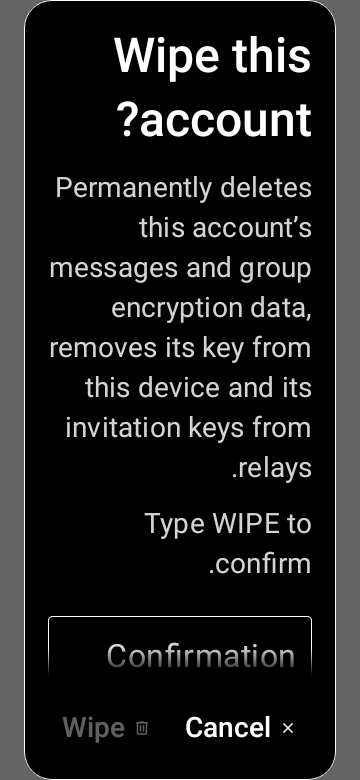 Wipe this
?account
Permanently deletes
this account’s
messages and group
encryption data,
removes its key from
this device and its
invitation keys from
.relays
Type WIPE to
.confirm
Confirmation
Wipe Cancel